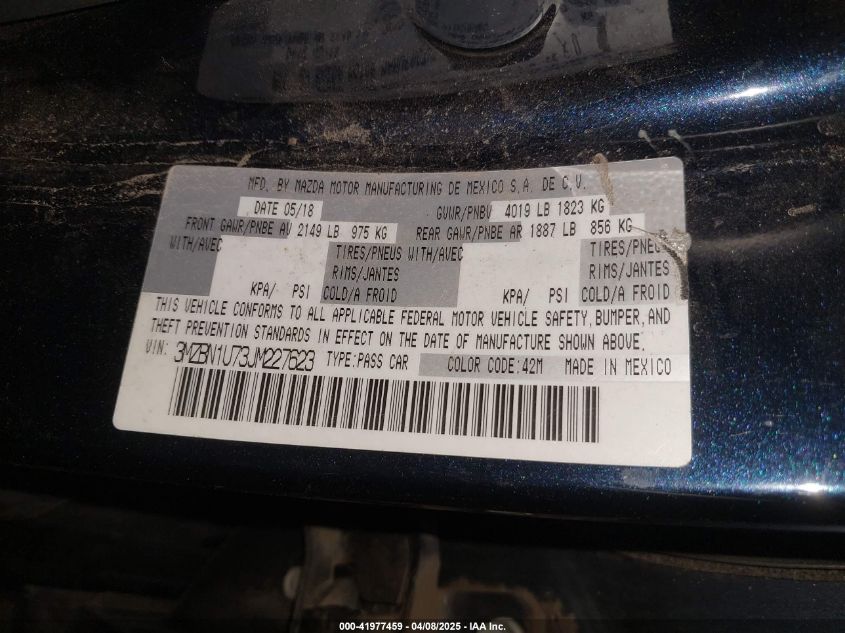 MFD. BY MAZDA MOTOR MANUFACTURING DE MEXICO S.A. DE C.V.
DATE 05/18 GVWR/PNBV 4019 LB 1823 KG
FRONT GAWR/PNBE AV 2149 LB 975 KG REAR GAWR/PNBE AR 1887 LB 856 KG
WITH/AVEC TIRES/PNEUS WITH/AVEC TIRES/PNEU
RIMS/JANTES RIMS/JANTES
KPA/ PSI COLD/A FROID KPA/ PSI COLD/A FROID
THIS VEHICLE CONFORMS TO ALL APPLICABLE FEDERAL MOTOR VEHICLE SAFETY, BUMPER, AND
THEFT PREVENTION STANDARDS IN EFFECT ON THE DATE OF MANUFACTURE SHOWN ABOVE.
VIN: 3MZBN1U73JM227623 TYPE:PASS CAR COLOR CODE:42M MADE IN MEXICO
000-41977459 - 04/08/2025 - IAA Inc.